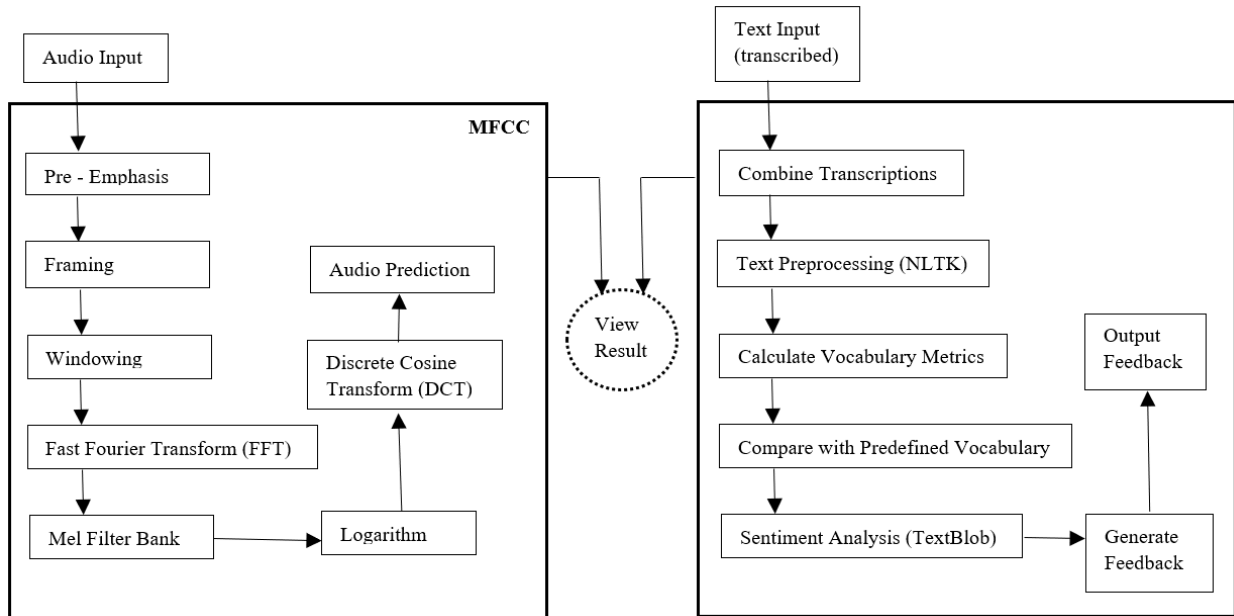 Audio Input
MFCC
Pre - Emphasis
Framing
Windowing
Fast Fourier Transform (FFT)
Mel Filter Bank
Logarithm
Discrete Cosine
Transform (DCT)
Audio Prediction
View
Result
Text Input
(transcribed)
Combine Transcriptions
Text Preprocessing (NLTK)
Calculate Vocabulary Metrics
Compare with Predefined Vocabulary
Sentiment Analysis (TextBlob)
Generate
Feedback
Output
Feedback